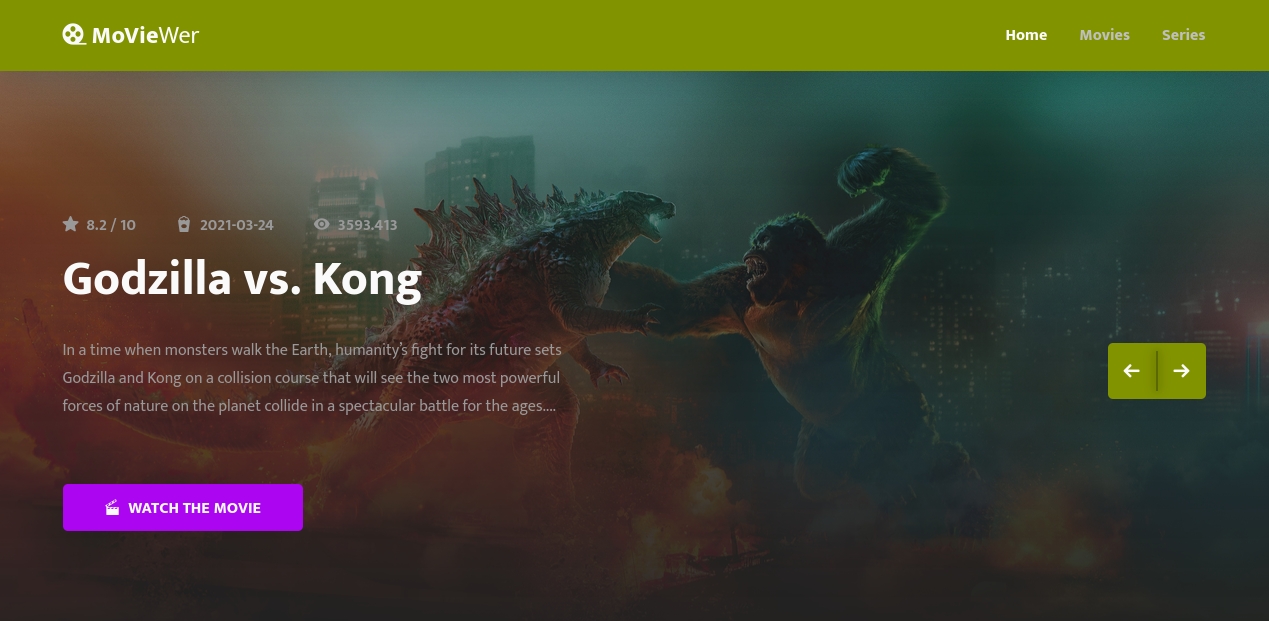 MoVieWer
Home Movies Series
8.2 / 10 2021-03-24 3593.413
Godzilla vs. Kong
In a time when monsters walk the Earth, humanity's fight for its future sets
Godzilla and Kong on a collision course that will see the two most powerful
forces of nature on the planet collide in a spectacular battle for the ages....
WATCH THE MOVIE